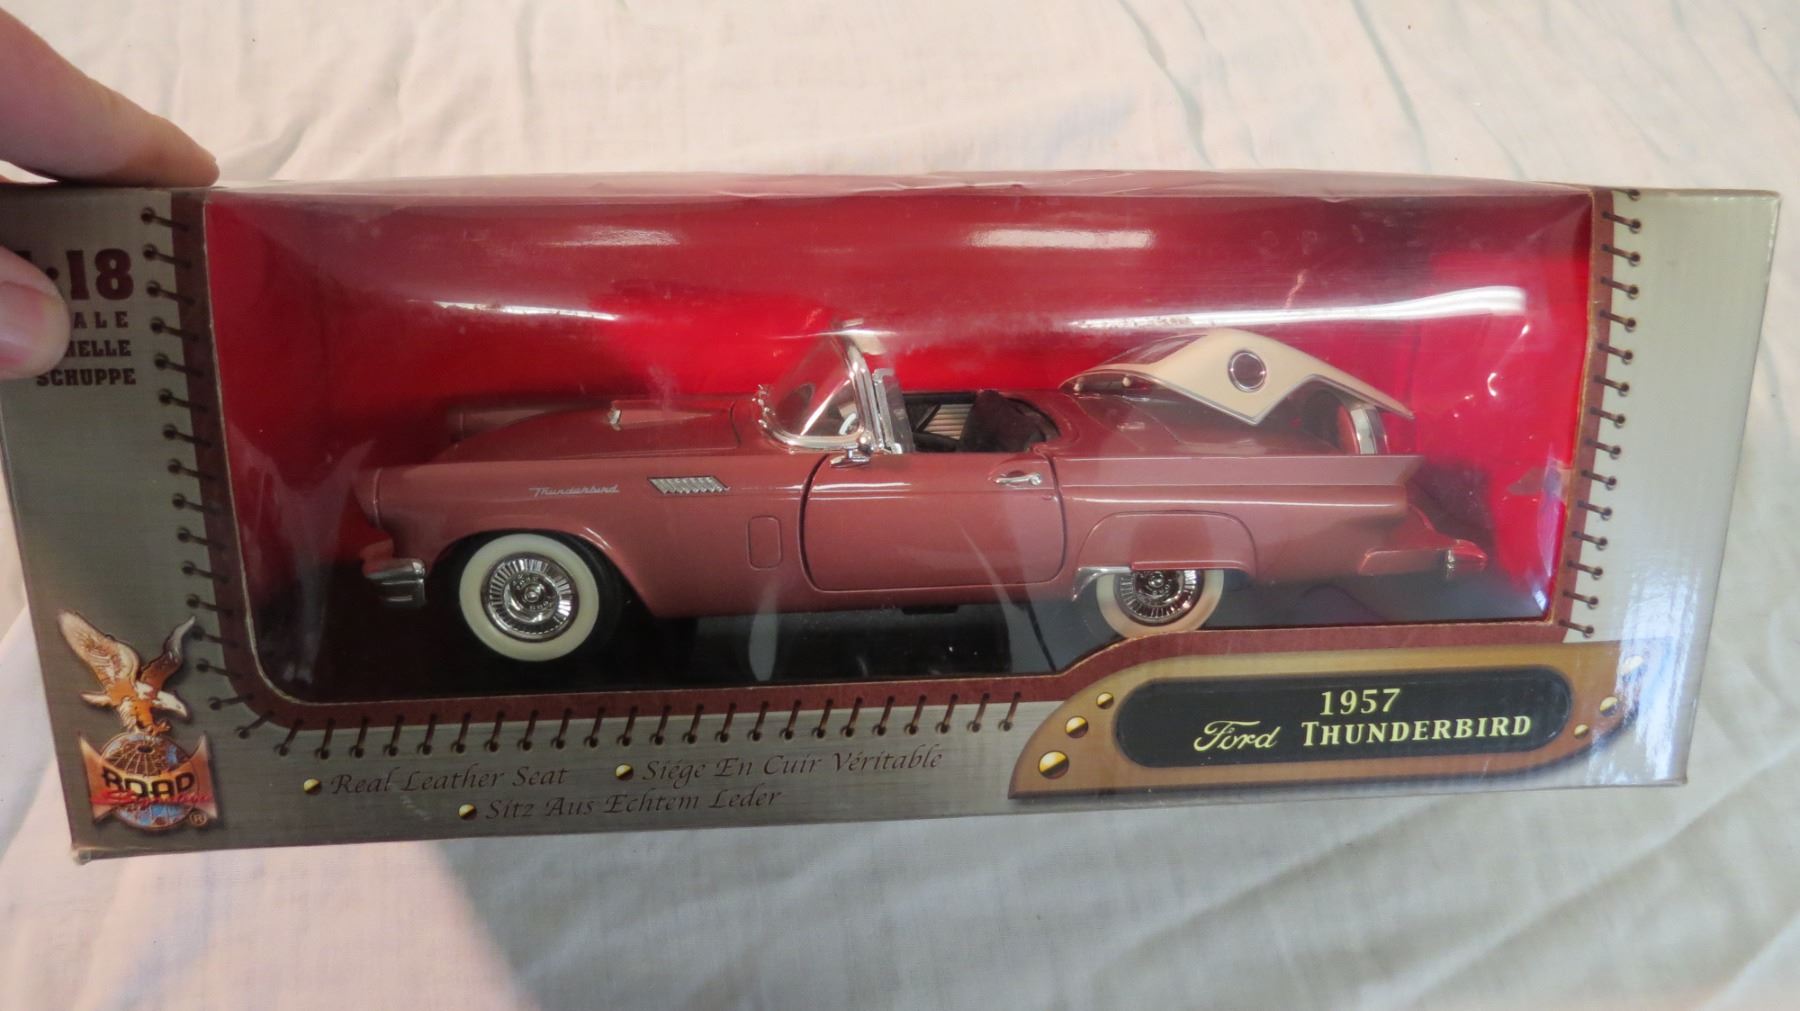 :18
ALE
HELLE
SCHUPPE
Thunderbird
1957
Ford THUNDERBIRD
Real Leather Seat
Siége En Cuir Véritable
Sitz Aus Echtem Leder
ROAD
®